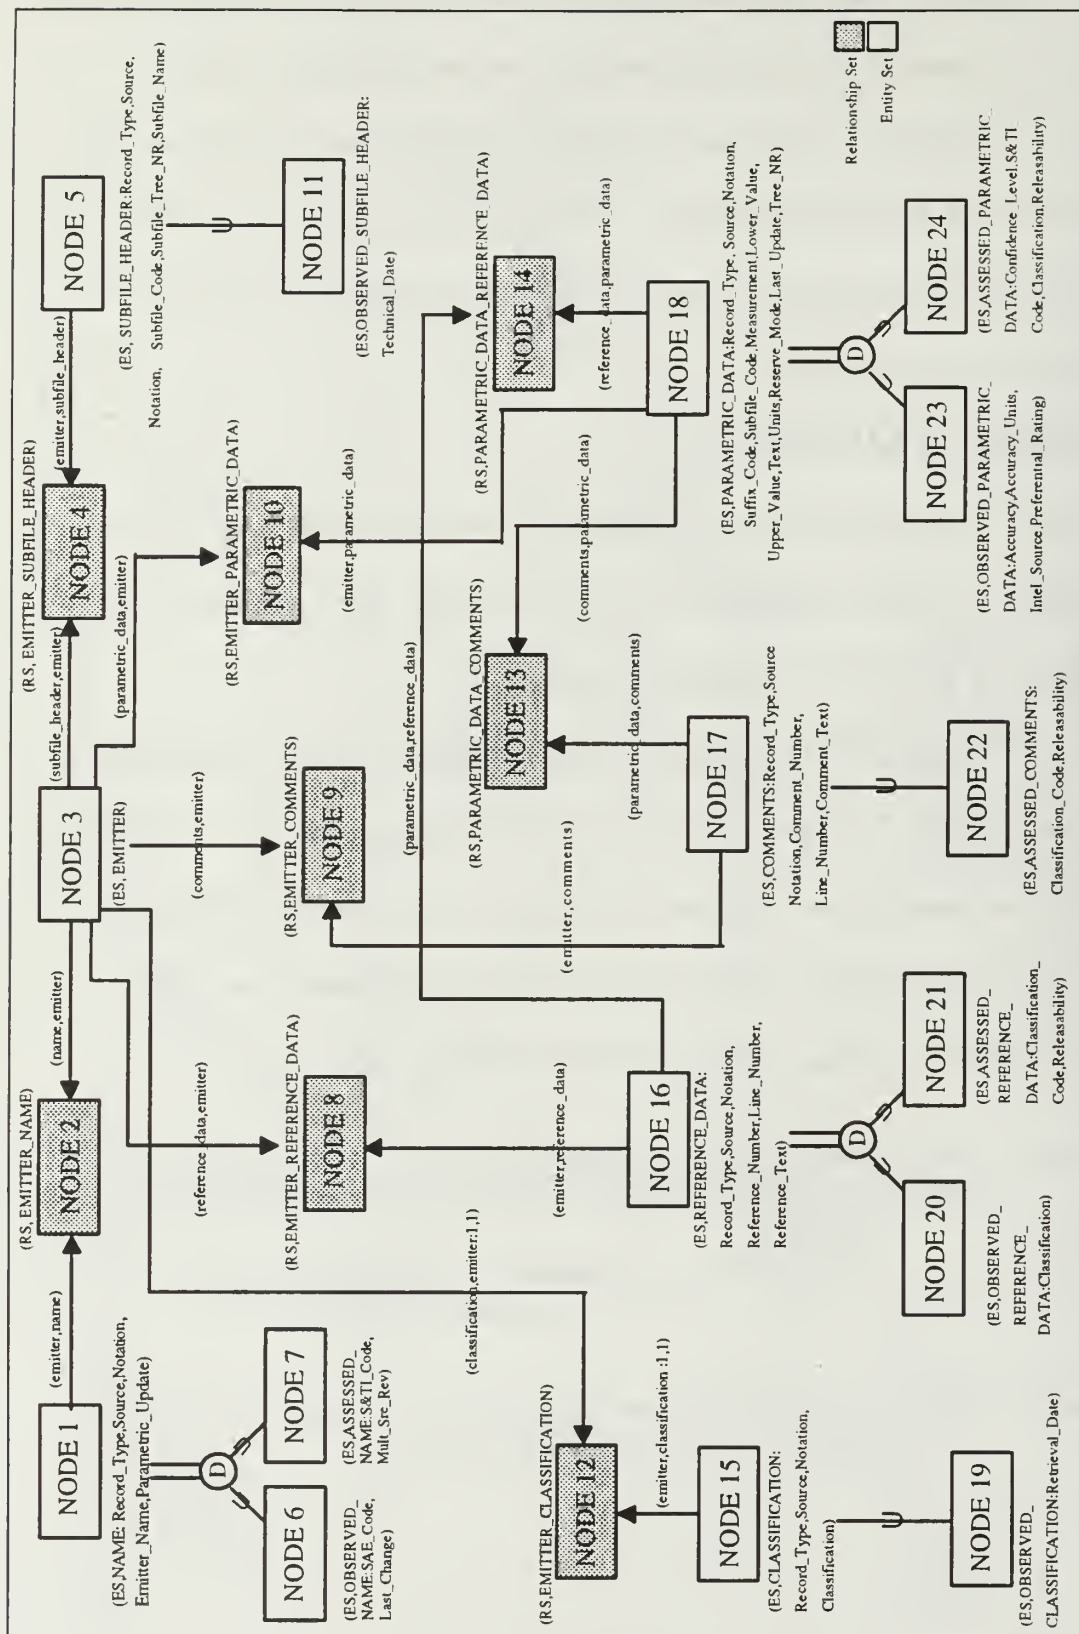 NODE 1
(ES,NAME: Record_Type,Source,Notation,
Emitter_Name,Parametric_Update)
(emitter,name)
(RS, EMITTER_NAME)
NODE 2
(name,emitter)
NODE 3
(ES, EMITTER)
(subfile_header,emitter)
(RS, EMITTER_SUBFILE_HEADER)
NODE 4
(emitter,subfile_header)
NODE 5
(ES, SUBFILE_HEADER:Record_Type,Source,
Notation, Subfile_Code,Subfile_Tree_NR,Subfile_Name)
D
NODE 6
(ES,OBSERVED_
NAME:SAE_Code,
Last_Change)
NODE 7
(ES,ASSESSED_
NAME:S&TI_Code,
Mult_Src_Rev)
(reference_data,emitter)
(RS,EMITTER_REFERENCE_DATA)
NODE 8
(comments,emitter)
(RS,EMITTER_COMMENTS)
NODE 9
(parametric_data,emitter)
(RS,EMITTER_PARAMETRIC_DATA)
NODE 10
(emitter,parametric_data)
NODE 11
(ES,OBSERVED_SUBFILE_HEADER:
Technical_Date)
(classification,emitter:1,1)
(RS,EMITTER_CLASSIFICATION)
NODE 12
(emitter,classification :1,1)
(emitter,reference_data)
(parametric_data,reference_data)
(emitter,comments)
(RS,PARAMETRIC_DATA_COMMENTS)
NODE 13
(parametric_data,comments)
(comments,parametric_data)
(RS,PARAMETRIC_DATA_REFERENCE_DATA)
NODE 14
(reference_data,parametric_data)
NODE 15
(ES,CLASSIFICATION:
Record_Type,Source,Notation,
Classification)
NODE 16
(ES,REFERENCE_DATA:
Record_Type,Source,Notation,
Reference_Number,Line_Number,
Reference_Text)
NODE 17
(ES,COMMENTS:Record_Type,Source
Notation,Comment_Number,
Line_Number,Comment_Text)
NODE 18
(ES,PARAMETRIC_DATA:Record_Type, Source,Notation,
Suffix_Code,Subfile_Code,Measurement,Lower_Value,
Upper_Value,Text,Units,Reserve_Mode,Last_Update,Tree_NR)
NODE 19
(ES,OBSERVED_
CLASSIFICATION:Retrieval_Date)
D
NODE 20
(ES,OBSERVED_
REFERENCE_
DATA:Classification)
NODE 21
(ES,ASSESSED_
REFERENCE_
DATA:Classification_
Code,Releasability)
NODE 22
(ES,ASSESSED_COMMENTS:
Classification_Code,Releasability)
D
NODE 23
(ES,OBSERVED_PARAMETRIC_
DATA:Accuracy,Accuracy_Units,
Intel_Source,Preferential_Rating)
NODE 24
(ES,ASSESSED_PARAMETRIC_
DATA:Confidence_Level,S&TI_
Code,Classification,Releasability)
Relationship Set
Entity Set